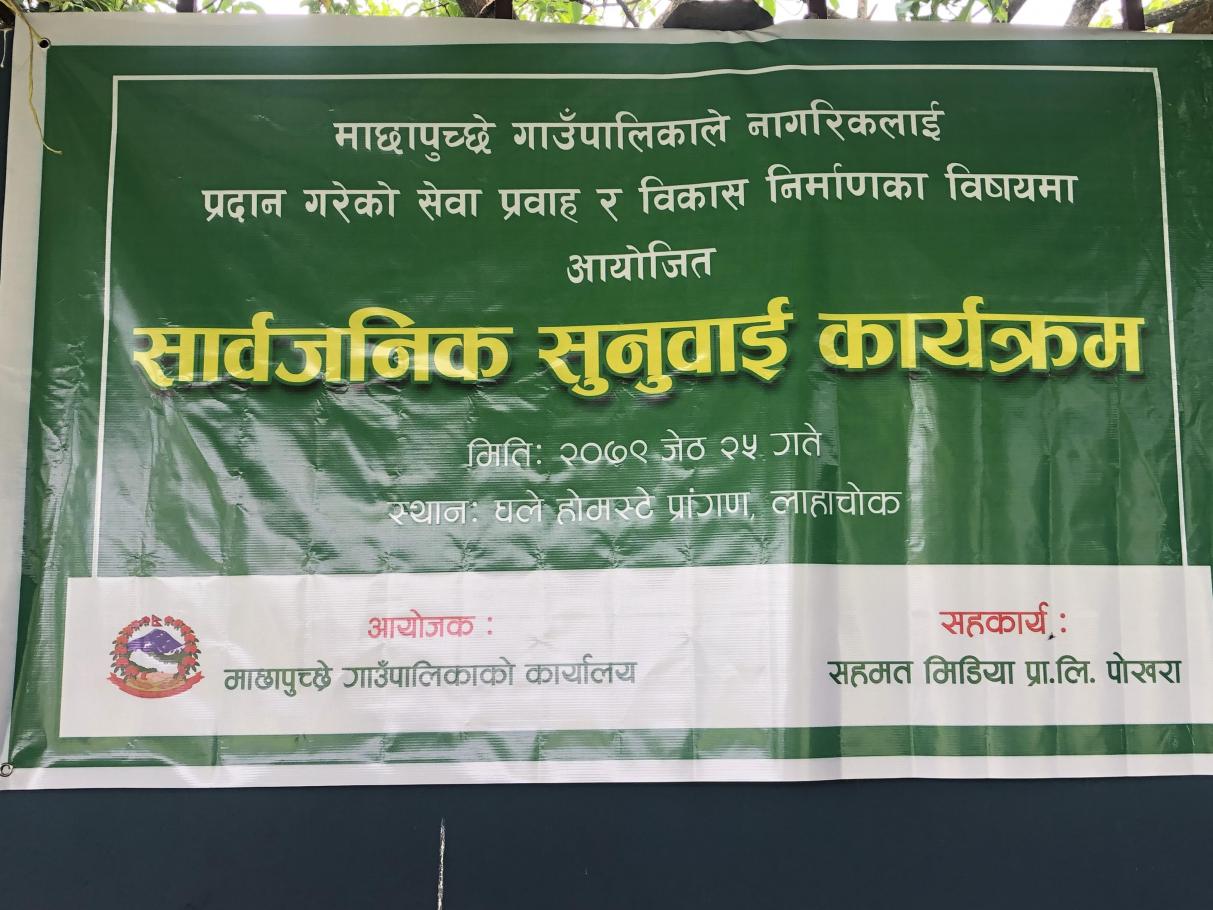 माछापुच्छ्रे गाउँपालिकाले नागरिकलाई
प्रदान गरेको सेवा प्रवाह र विकास निर्माणका विषयमा
आयोजित
सार्वजनिक सुनुवाई कार्यक्रम
मिति: २०७९ जेठ २५ गते
स्थान: घले होमस्टे प्रांगण, लाहाचोक
आयोजक :
माछापुच्छ्रे गाउँपालिकाको कार्यालय
सहकार्य :
सहमत मिडिया प्रा.लि. पोखरा